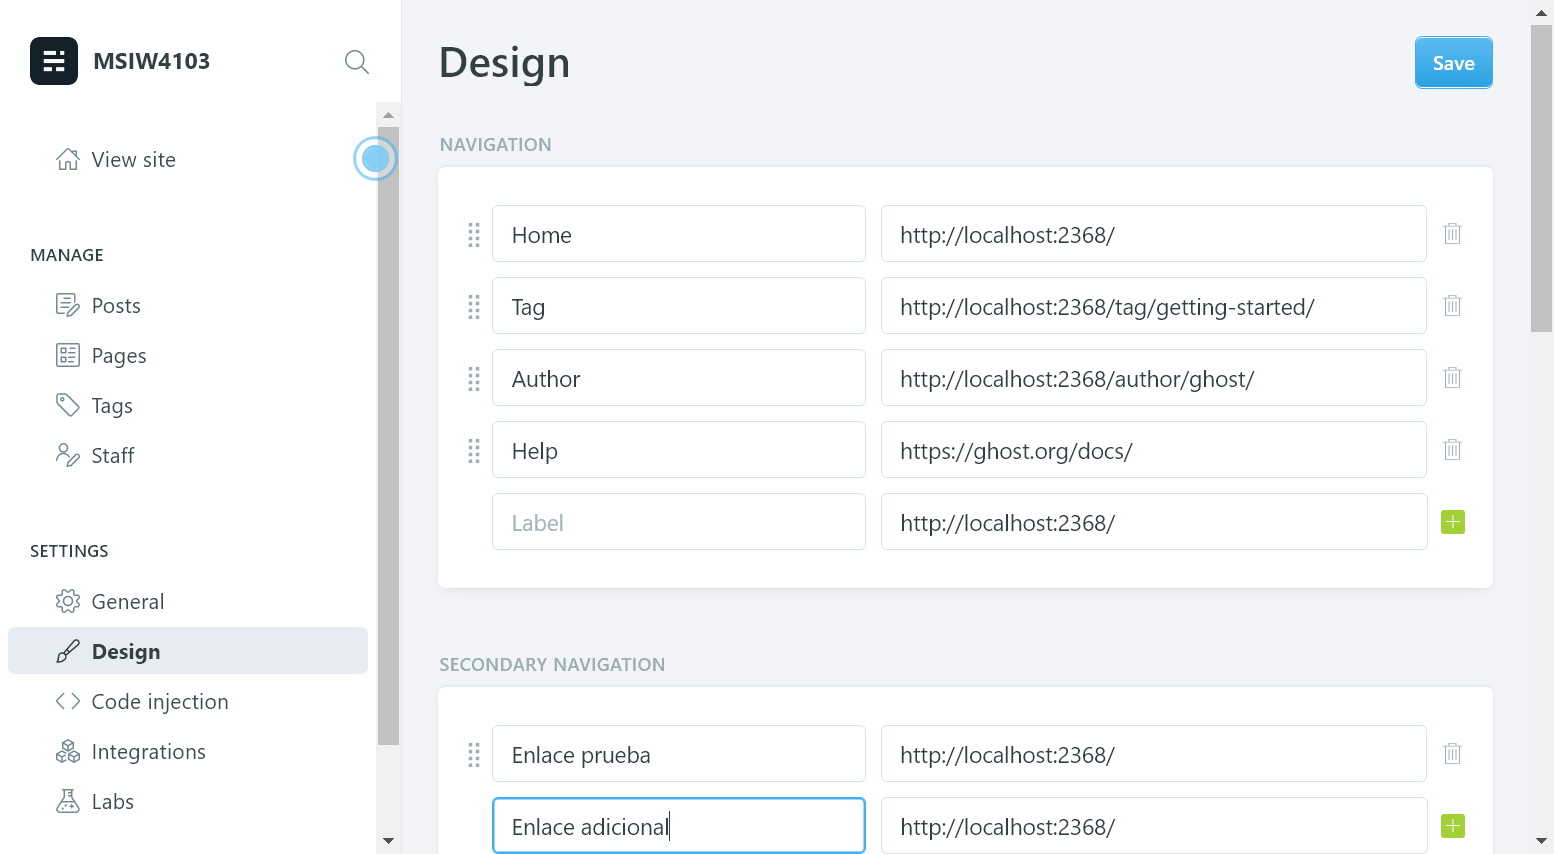 MSIW4103
View site
MANAGE
Posts
Pages
Tags
Staff
SETTINGS
General
Design
Code injection
Integrations
Labs
Design
Save
NAVIGATION
Home http://localhost:2368/
Tag http://localhost:2368/tag/getting-started/
Author http://localhost:2368/author/ghost/
Help https://ghost.org/docs/
Label http://localhost:2368/
SECONDARY NAVIGATION
Enlace prueba http://localhost:2368/
Enlace adicional http://localhost:2368/